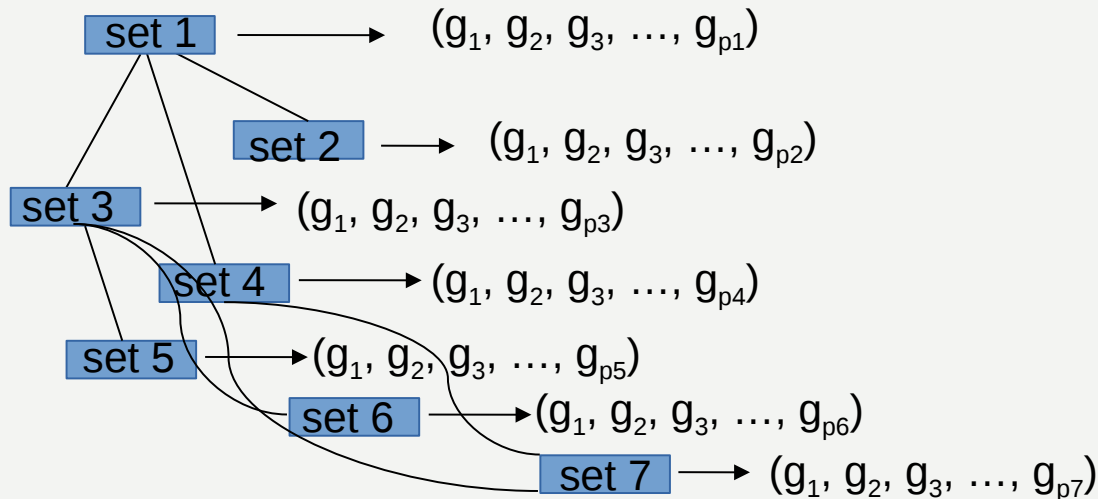 set 1 (g₁, g₂, g₃, …, gₚ₁)
set 2 (g₁, g₂, g₃, …, gₚ₂)
set 3 (g₁, g₂, g₃, …, gₚ₃)
set 4 (g₁, g₂, g₃, …, gₚ₄)
set 5 (g₁, g₂, g₃, …, gₚ₅)
set 6 (g₁, g₂, g₃, …, gₚ₆)
set 7 (g₁, g₂, g₃, …, gₚ₇)